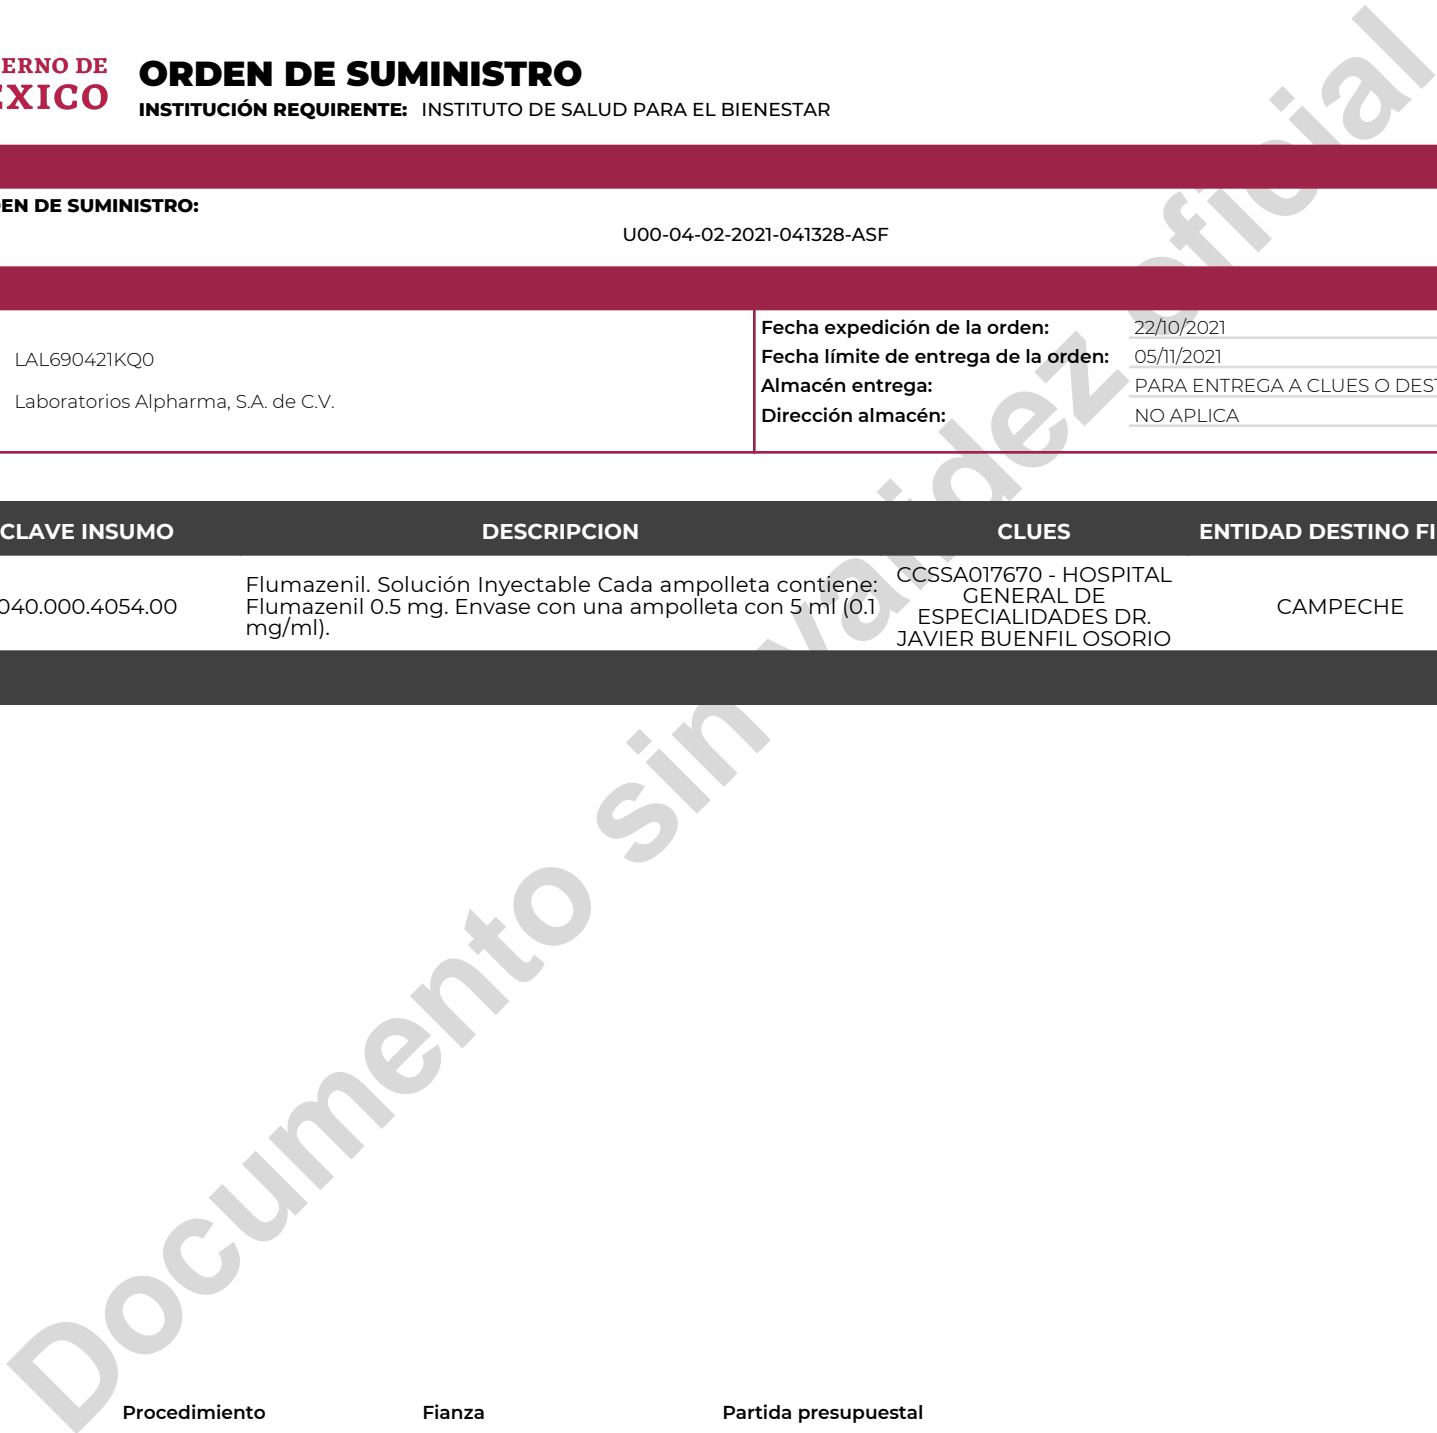 ERNO DE
ÉXICO
ORDEN DE SUMINISTRO
INSTITUCIÓN REQUIRENTE: INSTITUTO DE SALUD PARA EL BIENESTAR
EN DE SUMINISTRO:
U00-04-02-2021-041328-ASF
LAL690421KQ0
Laboratorios Alpharma, S.A. de C.V.
Fecha expedición de la orden: 22/10/2021
Fecha límite de entrega de la orden: 05/11/2021
Almacén entrega: PARA ENTREGA A CLUES O DEST
Dirección almacén: NO APLICA
CLAVE INSUMO DESCRIPCION CLUES ENTIDAD DESTINO FI
040.000.4054.00
Flumazenil. Solución Inyectable Cada ampolleta contiene:
Flumazenil 0.5 mg. Envase con una ampolleta con 5 ml (0.1
mg/ml).
CCSSA017670 - HOSPITAL
GENERAL DE
ESPECIALIDADES DR.
JAVIER BUENFIL OSORIO
CAMPECHE
Documento sin validez oficial
Procedimiento Fianza Partida presupuestal